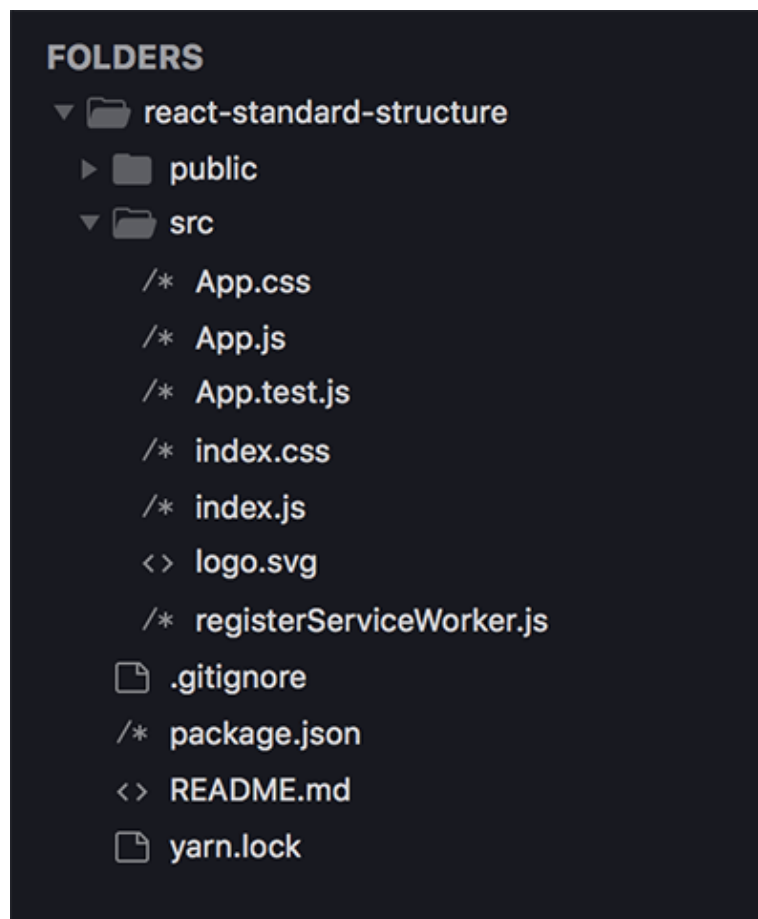 FOLDERS
react-standard-structure
public
src
/* App.css
/* App.js
/* App.test.js
/* index.css
/* index.js
<> logo.svg
/* registerServiceWorker.js
.gitignore
/* package.json
<> README.md
yarn.lock